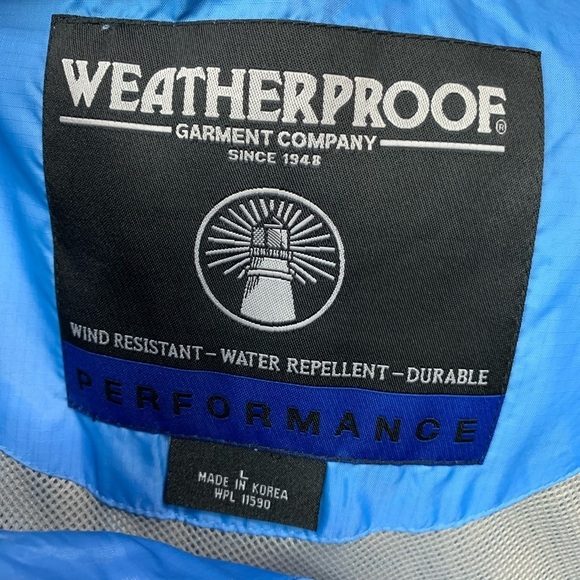 WEATHERPROOF®
GARMENT COMPANY
SINCE 1948
WIND RESISTANT – WATER REPELLENT – DURABLE
PERFORMANCE
L
MADE IN KOREA
WPL 11590